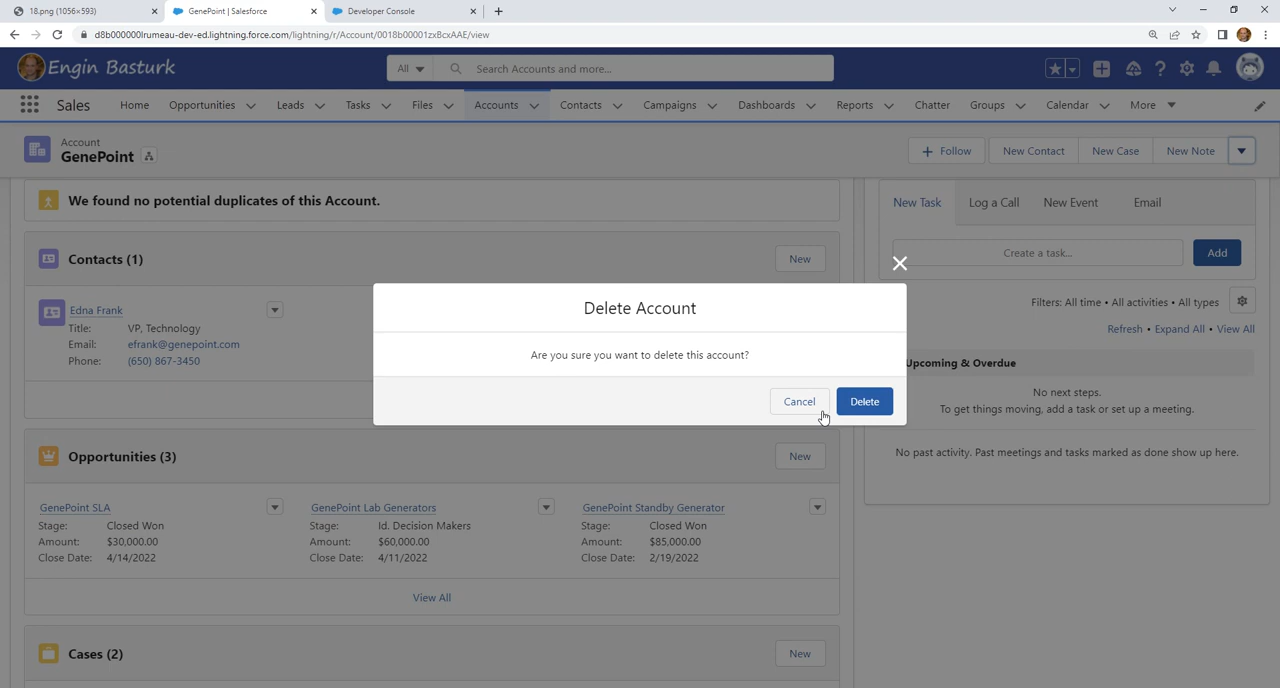 18.png (1056×593)
GenePoint | Salesforce
Developer Console
d8b000000lrumeau-dev-ed.lightning.force.com/lightning/r/Account/0018b00001zxBcxAAE/view
Engin Basturk
All
Search Accounts and more...
Sales
Home
Opportunities
Leads
Tasks
Files
Accounts
Contacts
Campaigns
Dashboards
Reports
Chatter
Groups
Calendar
More
Account
GenePoint
Follow
New Contact
New Case
New Note
We found no potential duplicates of this Account.
Contacts (1)
New
Edna Frank
Title: VP, Technology
Email: efrank@genepoint.com
Phone: (650) 867-3450
New Task
Log a Call
New Event
Email
Create a task...
Add
Filters: All time • All activities • All types
Refresh • Expand All • View All
Upcoming & Overdue
No next steps.
To get things moving, add a task or set up a meeting.
No past activity. Past meetings and tasks marked as done show up here.
Delete Account
Are you sure you want to delete this account?
Cancel
Delete
Opportunities (3)
New
GenePoint SLA
Stage: Closed Won
Amount: $30,000.00
Close Date: 4/14/2022
GenePoint Lab Generators
Stage: Id. Decision Makers
Amount: $60,000.00
Close Date: 4/11/2022
GenePoint Standby Generator
Stage: Closed Won
Amount: $85,000.00
Close Date: 2/19/2022
View All
Cases (2)
New